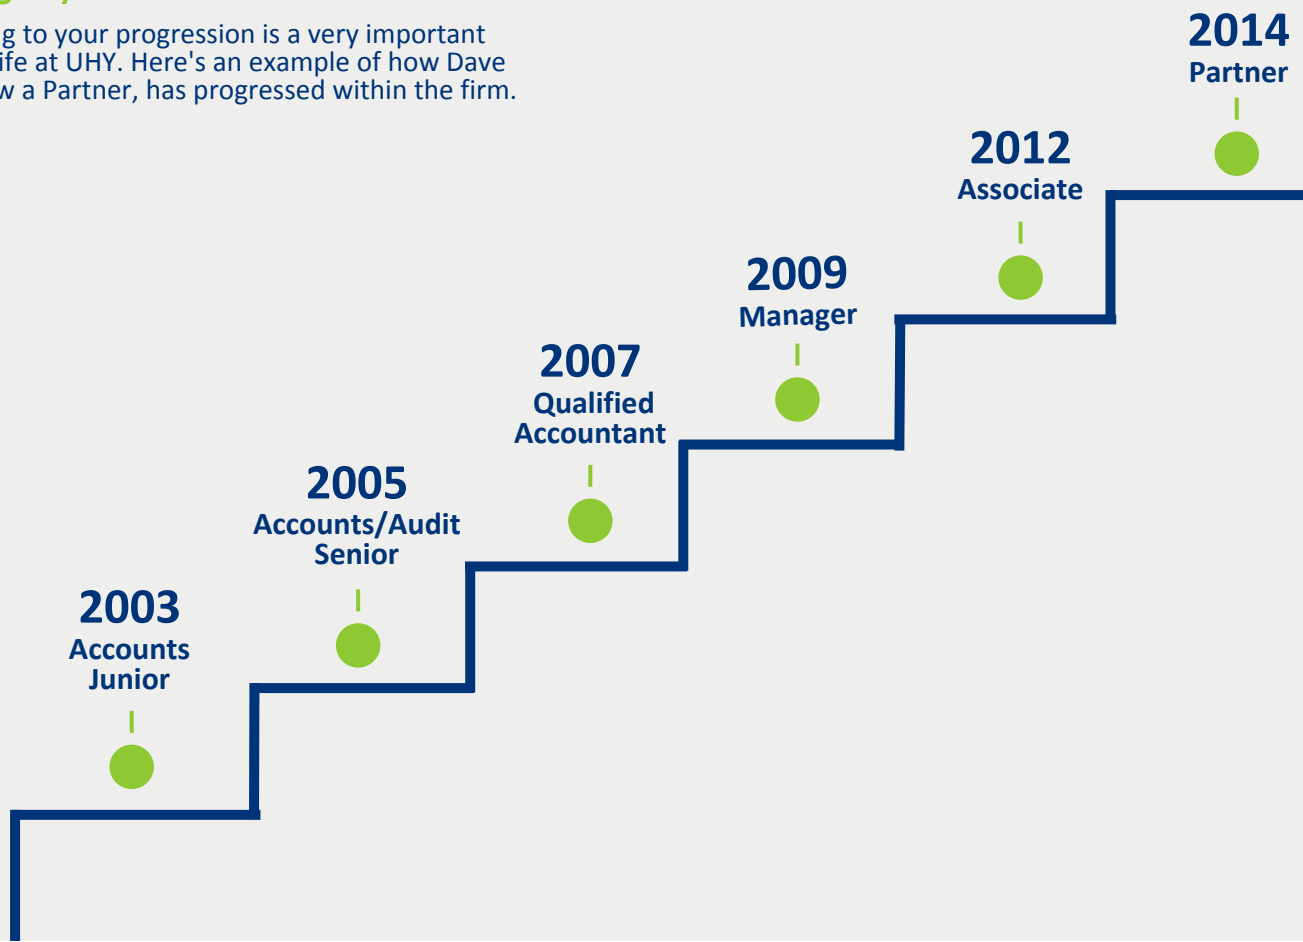 g to your progression is a very important
ife at UHY. Here's an example of how Dave
w a Partner, has progressed within the firm.
2014
Partner
2012
Associate
2009
Manager
2007
Qualified
Accountant
2005
Accounts/Audit
Senior
2003
Accounts
Junior